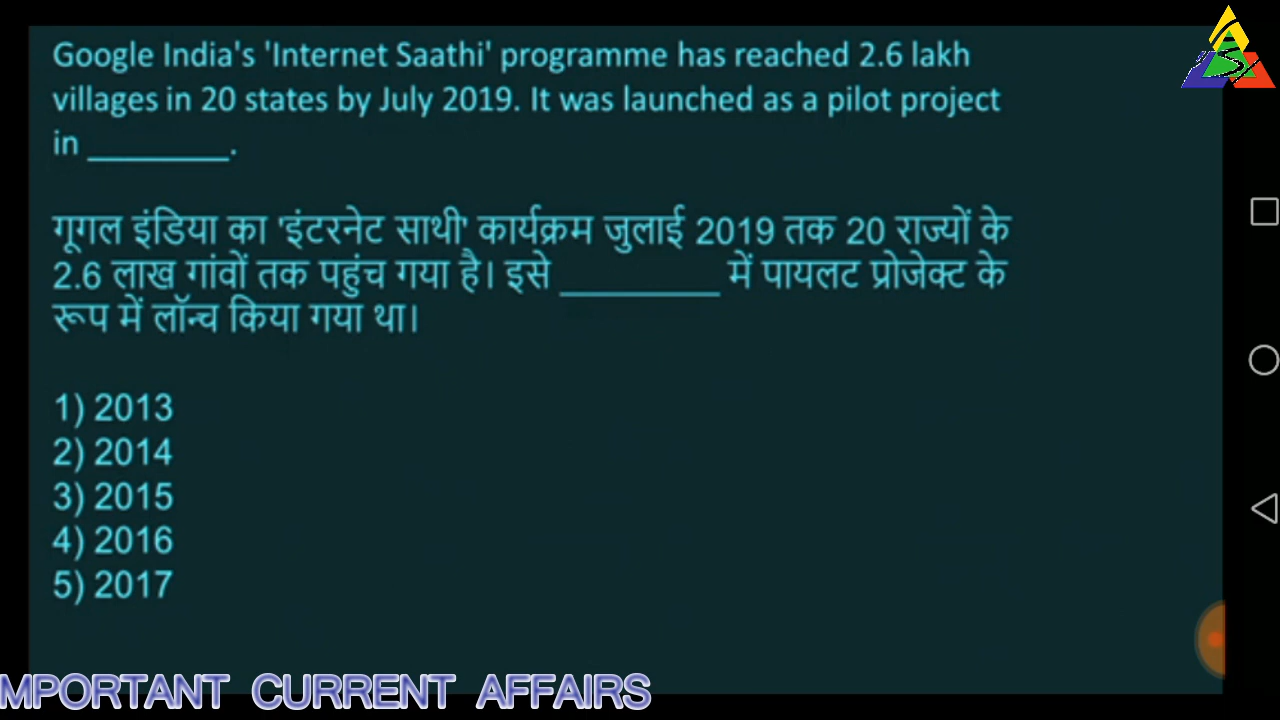 Google India's 'Internet Saathi' programme has reached 2.6 lakh
villages in 20 states by July 2019. It was launched as a pilot project
in ________.
गूगल इंडिया का 'इंटरनेट साथी' कार्यक्रम जुलाई 2019 तक 20 राज्यों के
2.6 लाख गांवों तक पहुंच गया है। इसे _________ में पायलट प्रोजेक्ट के
रूप में लॉन्च किया गया था।
1) 2013
2) 2014
3) 2015
4) 2016
5) 2017
MPORTANT CURRENT AFFAIRS